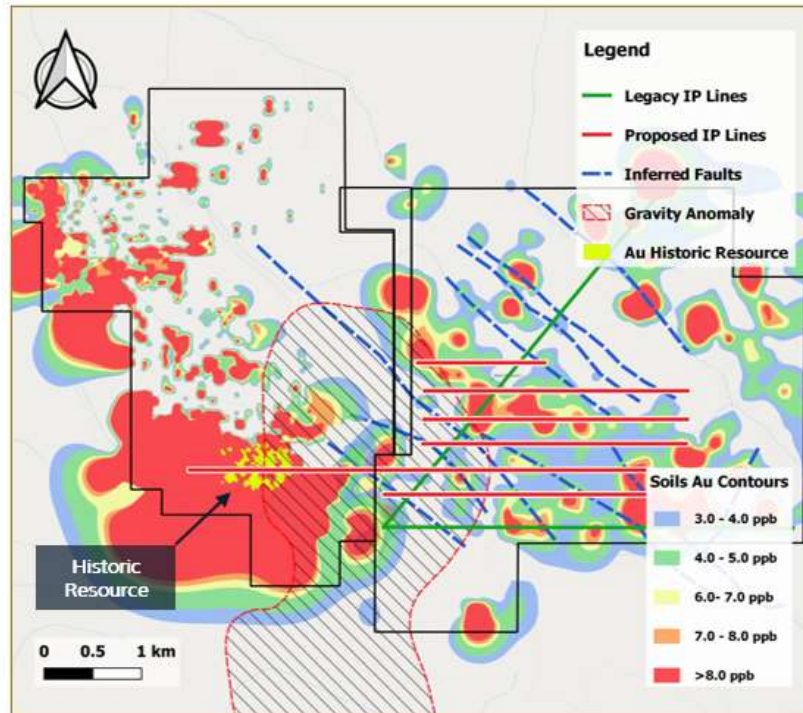 Legend
Legacy IP Lines
Proposed IP Lines
Inferred Faults
Gravity Anomaly
Au Historic Resource
Soils Au Contours
3.0 - 4.0 ppb
4.0 - 5.0 ppb
6.0- 7.0 ppb
7.0 - 8.0 ppb
>8.0 ppb
Historic
Resource
0 0.5 1 km